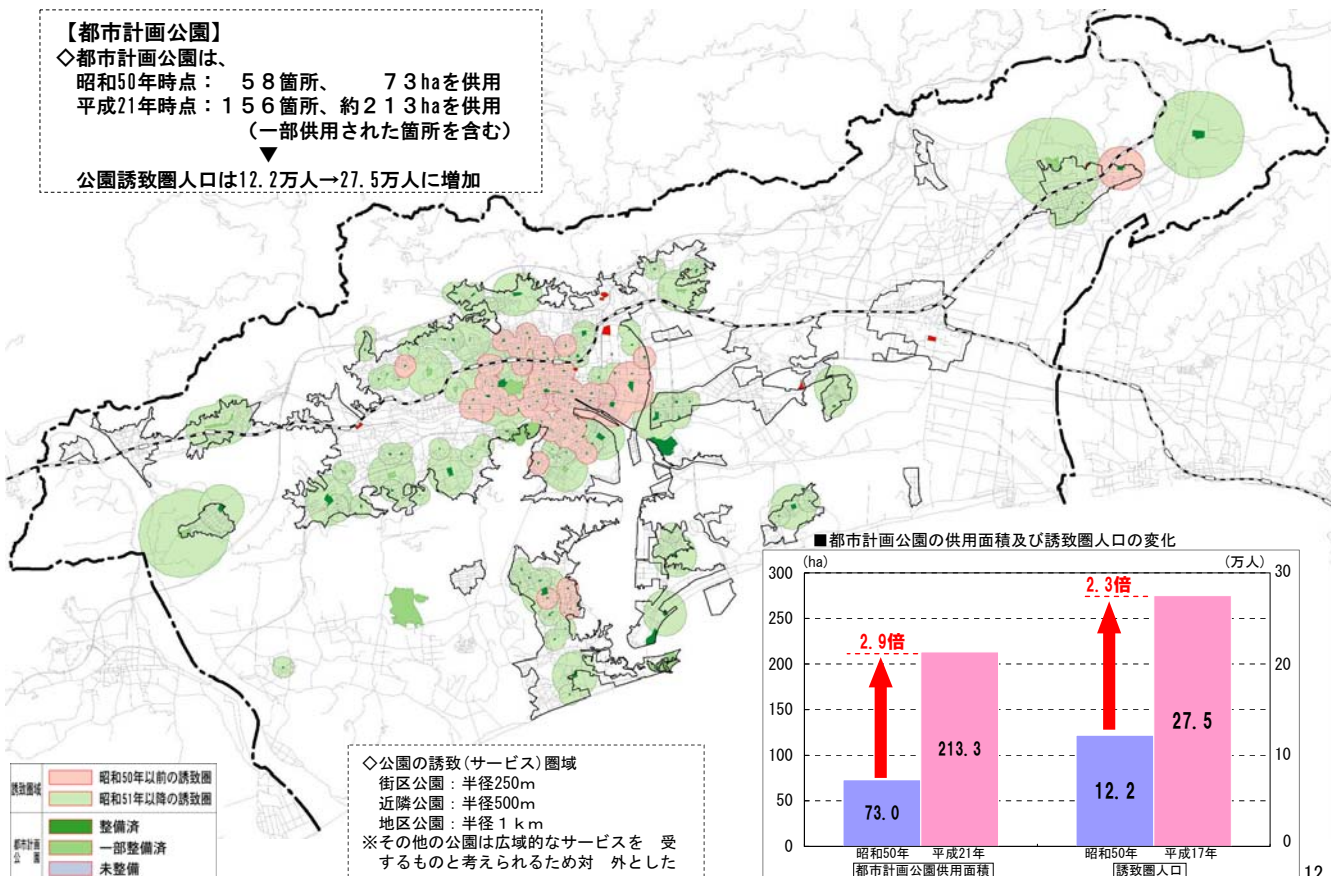 【都市計画公園】
◇都市計画公園は、
昭和50年時点： 58箇所、 73haを供用
平成21年時点：156箇所、約213haを供用
（一部供用された箇所を含む）
▼
公園誘致圏人口は12.2万人→27.5万人に増加
■都市計画公園の供用面積及び誘致圏人口の変化
(ha) (万人)
300 30
250
200 20
150
100 10
50
0 0
2.9倍
2.3倍
73.0
213.3
12.2
27.5
昭和50年 平成21年 昭和50年 平成17年
都市計画公園供用面積 誘致圏人口
誘致圏域
昭和50年以前の誘致圏
昭和51年以降の誘致圏
都市計画公園
整備済
一部整備済
未整備
◇公園の誘致(サービス)圏域
街区公園：半径250m
近隣公園：半径500m
地区公園：半径１ｋｍ
※その他の公園は広域的なサービスを 受
するものと考えられるため対 外とした
12